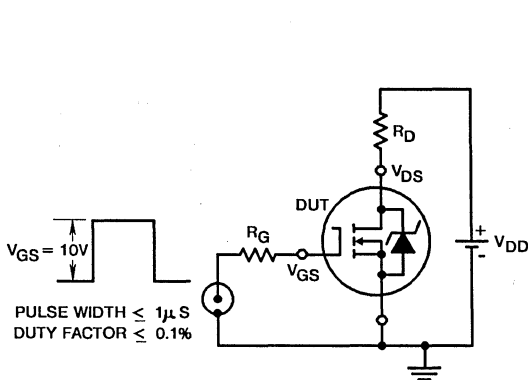 R_D
V_DS
DUT
R_G
V_GS = 10V
V_GS
+
-
V_DD
PULSE WIDTH ≤ 1μS
DUTY FACTOR ≤ 0.1%